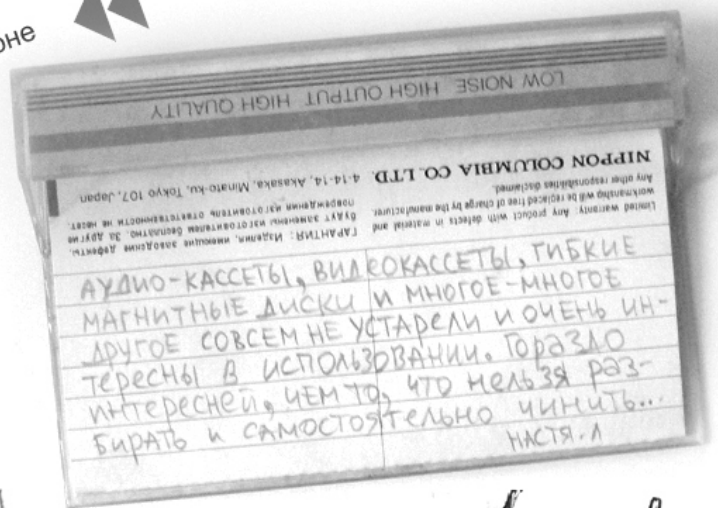 оне
LOW NOISE HIGH OUTPUT HIGH QUALITY
NIPPON COLUMBIA CO. LTD. 4-14-14, Akasaka, Minato-ku, Tokyo 107, Japan
Limited warranty: Any product with defects in material and
workmanship will be replaced free of charge by the manufacturer.
Any other responsibilities disclaimed.
ГАРАНТИЯ: Изделия, имеющие заводские дефекты,
будут заменены изготовителем бесплатно. За другие
повреждения изготовитель ответственности не несет.
АУДИО-КАССЕТЫ, ВИДЕОКАССЕТЫ, ГИБКИЕ
МАГНИТНЫЕ ДИСКИ И МНОГОЕ-МНОГОЕ
ДРУГОЕ СОВСЕМ НЕ УСТАРЕЛИ И ОЧЕНЬ ИН-
ТЕРЕСНЫ В ИСПОЛЬЗОВАНИИ. ГОРАЗДО
ИНТЕРЕСНЕЙ, ЧЕМ ТО, ЧТО НЕЛЬЗЯ РАЗ-
БИРАТЬ И САМОСТОЯТЕЛЬНО ЧИНИТЬ...
НАСТЯ. Л